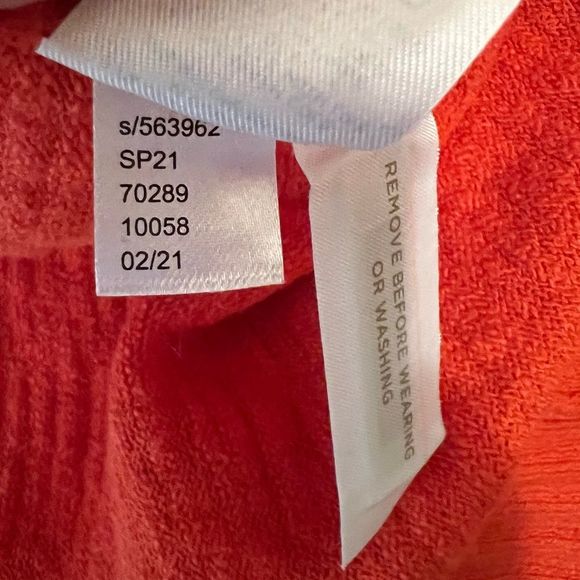 s/563962
SP21
70289
10058
02/21
REMOVE BEFORE WEARING
OR WASHING